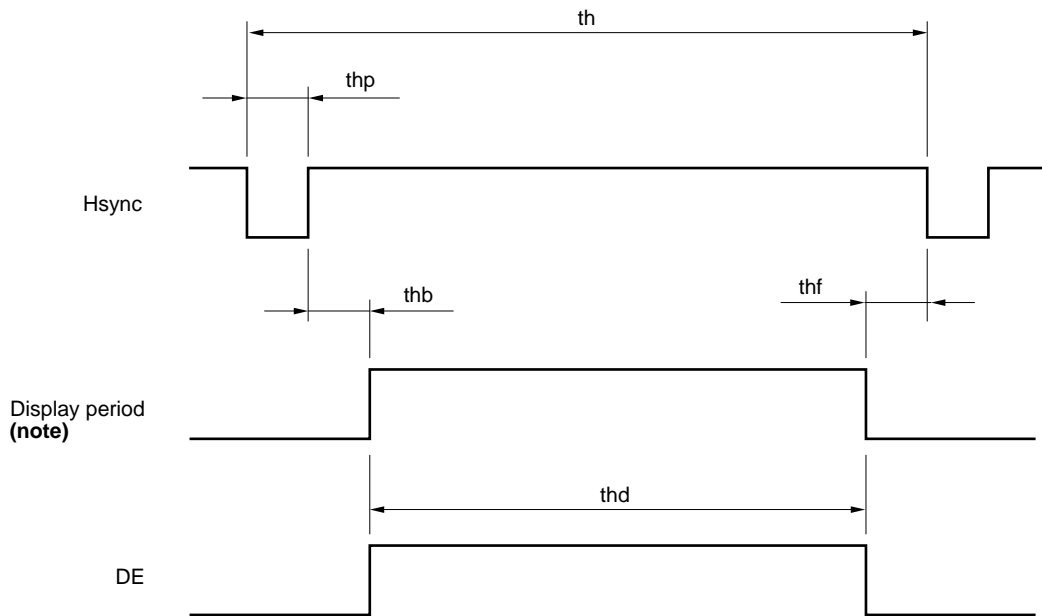 th
thp
Hsync
thb
thf
Display period
(note)
thd
DE